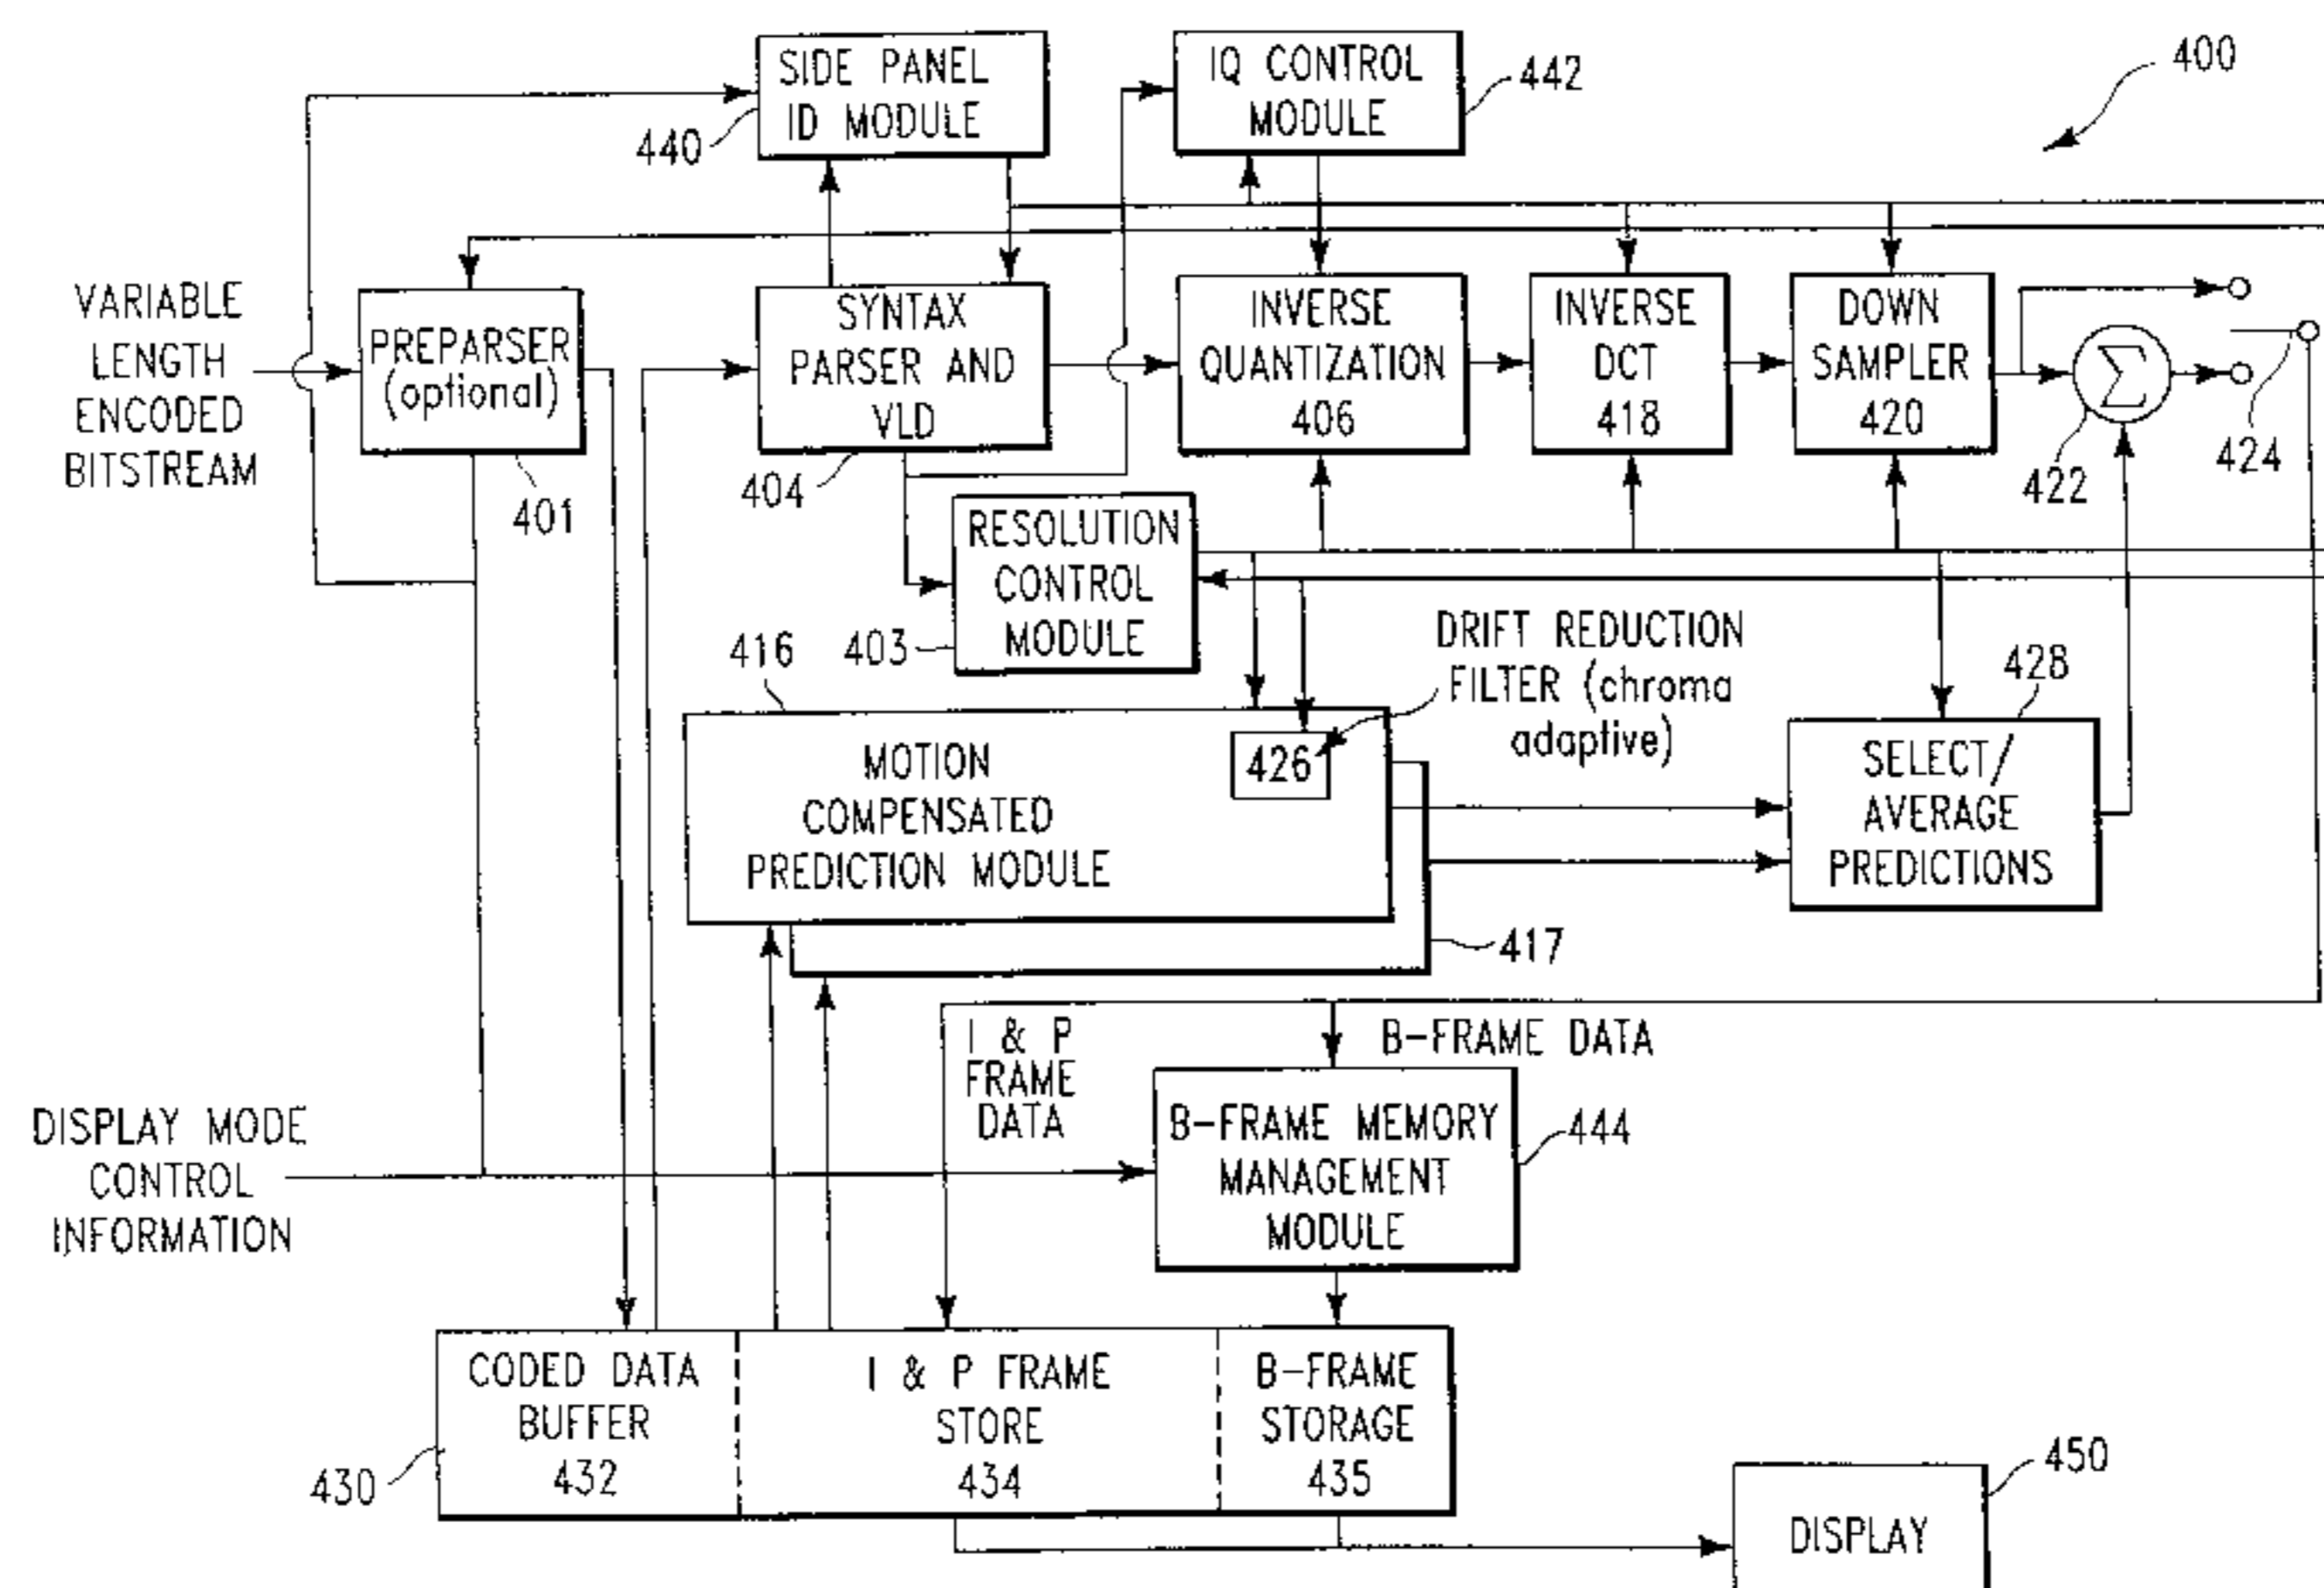 SIDE PANEL
ID MODULE
440
IQ CONTROL
MODULE
442
400
VARIABLE
LENGTH
ENCODED
BITSTREAM
PREPARSER
(optional)
401
SYNTAX
PARSER AND
VLD
404
INVERSE
QUANTIZATION
406
INVERSE
DCT
418
DOWN
SAMPLER
420
Σ
422
424
RESOLUTION
CONTROL
MODULE
403
416
DRIFT REDUCTION
FILTER (chroma
adaptive)
426
MOTION
COMPENSATED
PREDICTION MODULE
417
428
SELECT/
AVERAGE
PREDICTIONS
I & P
FRAME
DATA
B-FRAME DATA
DISPLAY MODE
CONTROL
INFORMATION
B-FRAME MEMORY
MANAGEMENT
MODULE
444
CODED DATA
BUFFER
432
430
I & P FRAME
STORE
434
B-FRAME
STORAGE
435
DISPLAY
450